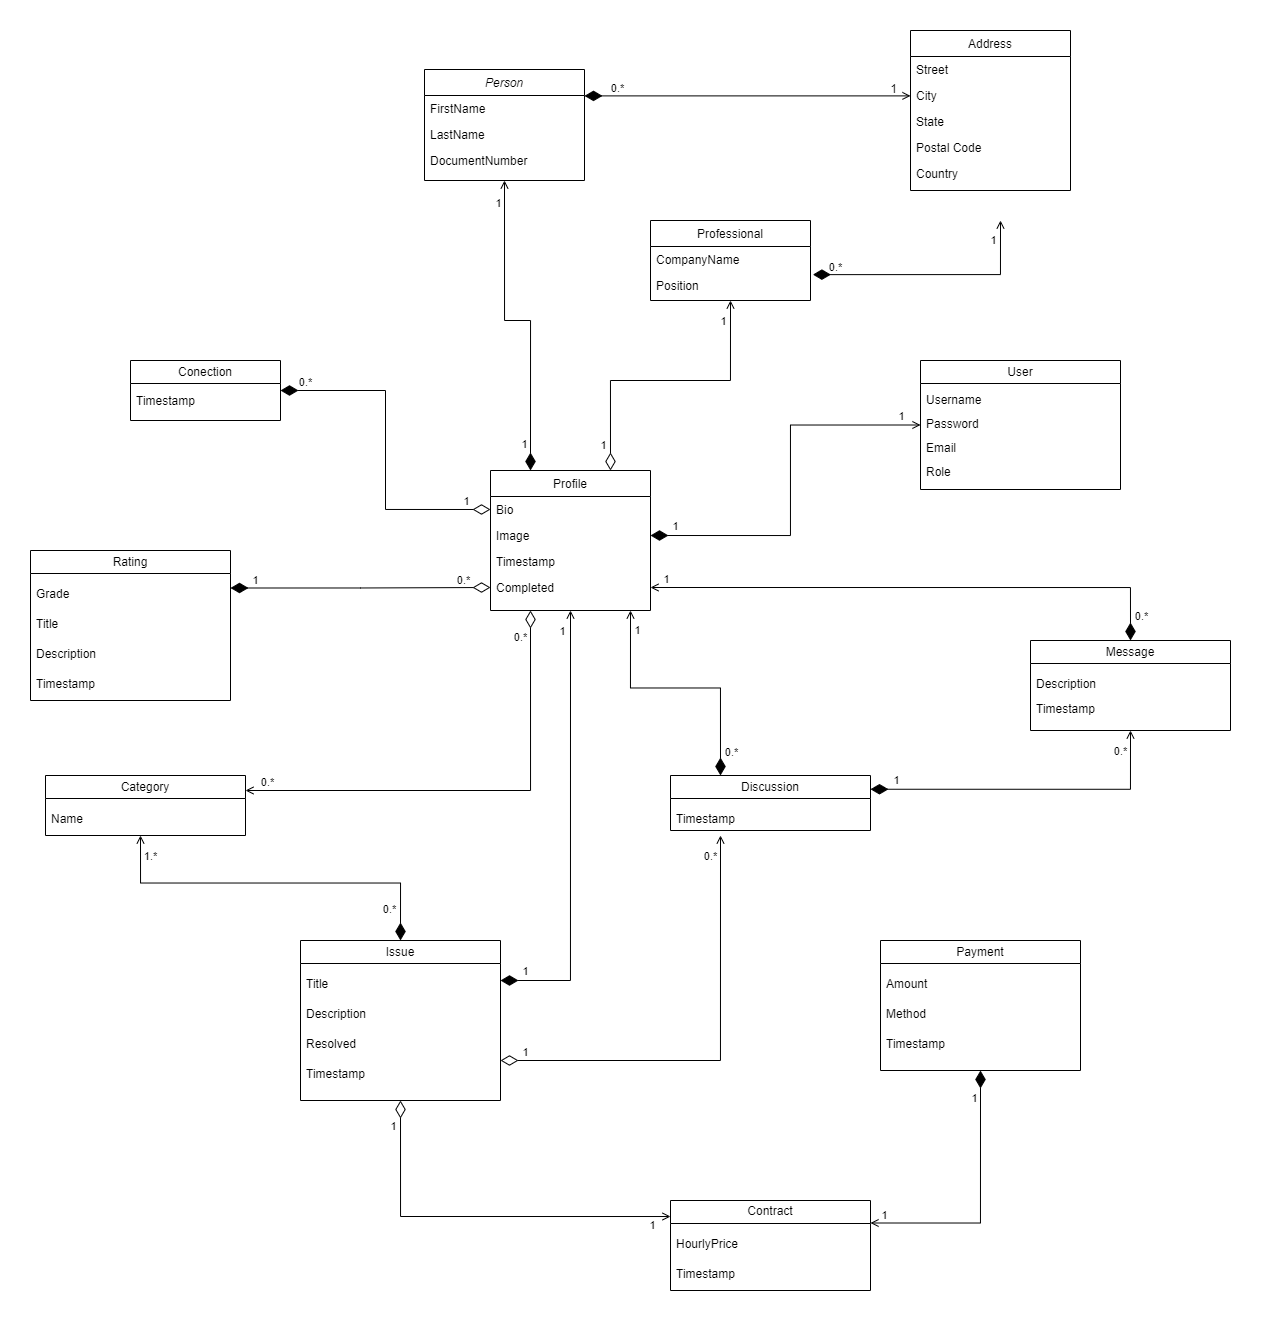 Address
Street
City
State
Postal Code
Country
Person
FirstName
LastName
DocumentNumber
0.*
1
1
Professional
CompanyName
Position
0.*
1
1
Conection
Timestamp
0.*
User
Username
Password
Email
Role
1
1
1
Profile
Bio
Image
Timestamp
Completed
1
1
Rating
Grade
Title
Description
Timestamp
1
0.*
1
0.*
1
1
0.*
Message
Description
Timestamp
0.*
0.*
Category
Name
0.*
Discussion
Timestamp
1
1.*
0.*
0.*
Issue
Title
Description
Resolved
Timestamp
1
1
Payment
Amount
Method
Timestamp
1
1
Contract
HourlyPrice
Timestamp
1
1